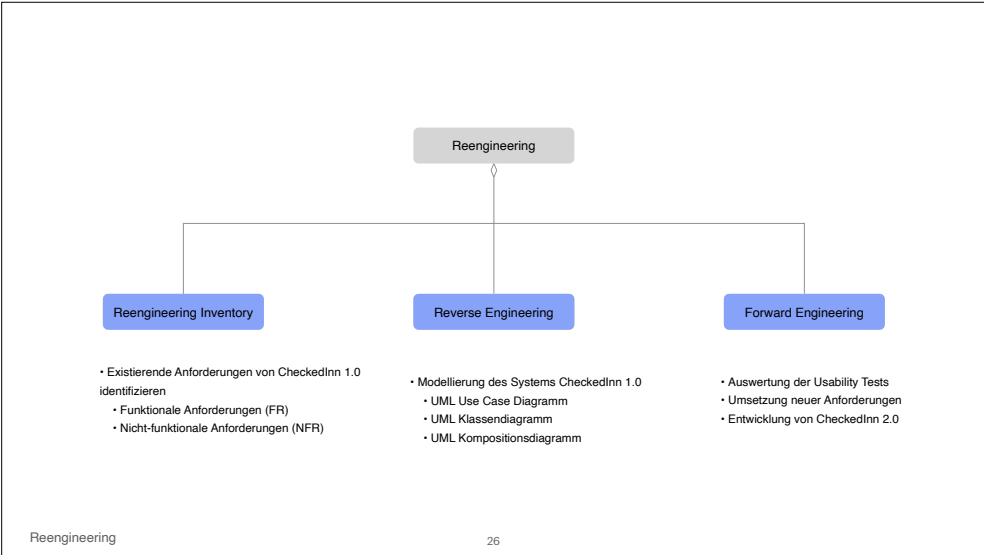 Reengineering
Reengineering Inventory
Reverse Engineering
Forward Engineering
• Existierende Anforderungen von CheckedInn 1.0
identifizieren
• Funktionale Anforderungen (FR)
• Nicht-funktionale Anforderungen (NFR)
• Modellierung des Systems CheckedInn 1.0
• UML Use Case Diagramm
• UML Klassendiagramm
• UML Kompositionsdiagramm
• Auswertung der Usability Tests
• Umsetzung neuer Anforderungen
• Entwicklung von CheckedInn 2.0
Reengineering
26